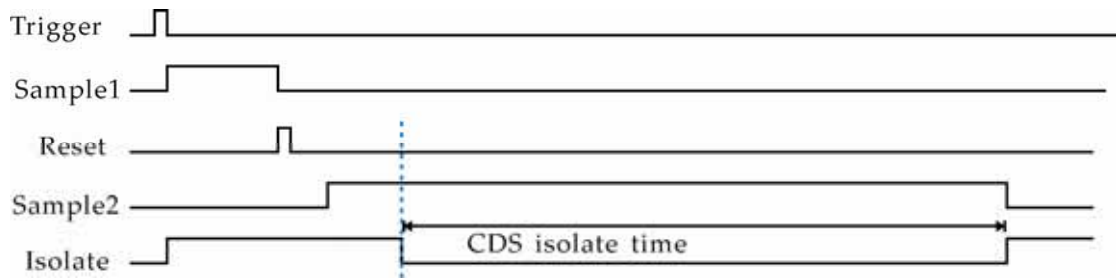 Trigger
Sample1
Reset
Sample2
CDS isolate time
Isolate